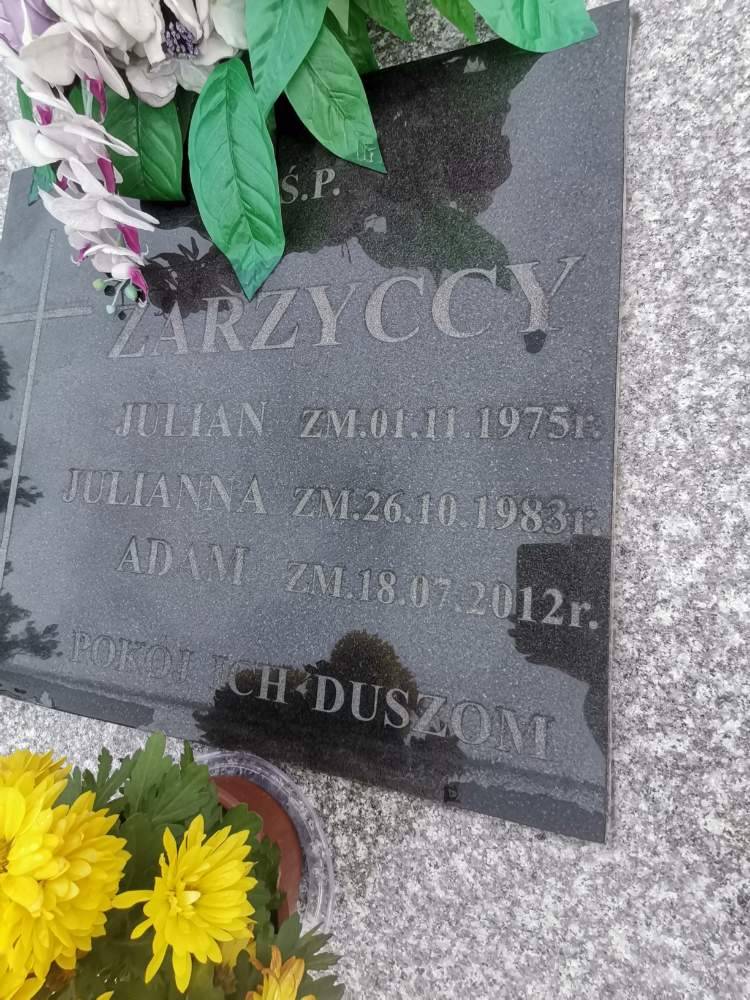 Ś.P.
ZARZYCCY
JULIAN ZM.01.11.1975r.
JULIANNA ZM.26.10.1983r.
ADAM ZM.18.07.2012r.
POKÓJ ICH DUSZOM